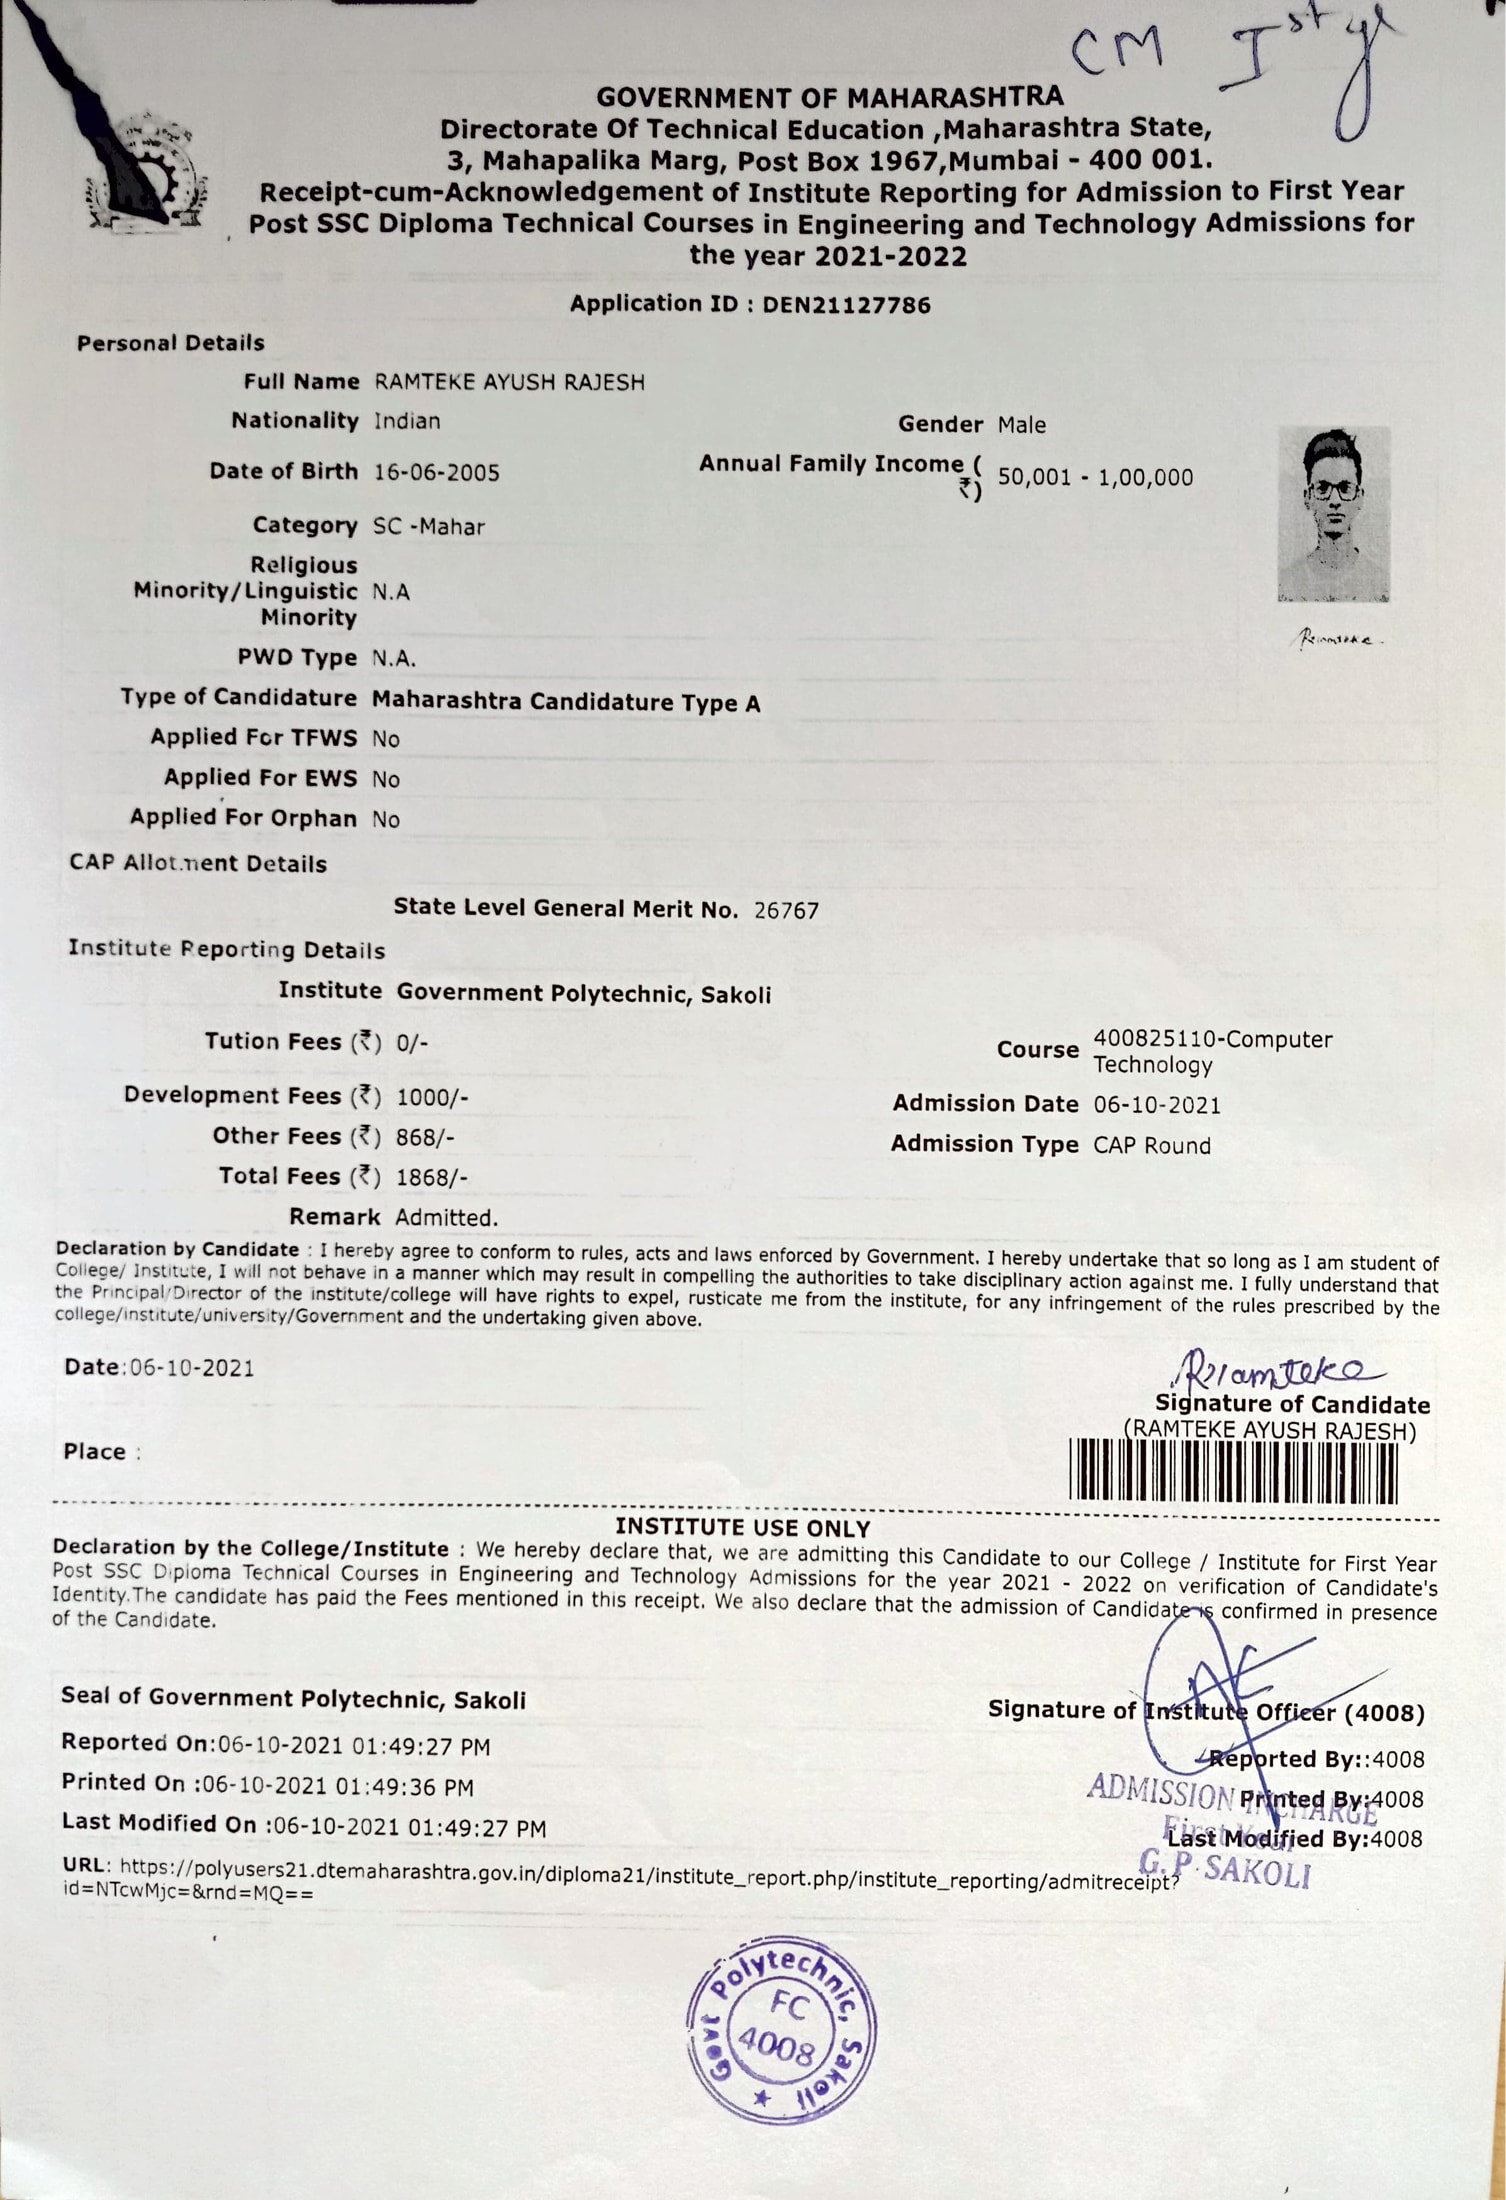 CM Ist yr
GOVERNMENT OF MAHARASHTRA
Directorate Of Technical Education ,Maharashtra State,
3, Mahapalika Marg, Post Box 1967,Mumbai - 400 001.
Receipt-cum-Acknowledgement of Institute Reporting for Admission to First Year
Post SSC Diploma Technical Courses in Engineering and Technology Admissions for
the year 2021-2022
Application ID : DEN21127786
Personal Details
Full Name RAMTEKE AYUSH RAJESH
Nationality Indian
Gender Male
Date of Birth 16-06-2005
Annual Family Income (
₹) 50,001 - 1,00,000
Category SC -Mahar
Religious
Minority/Linguistic N.A
Minority
PWD Type N.A.
Type of Candidature Maharashtra Candidature Type A
Applied For TFWS No
Applied For EWS No
Applied For Orphan No
CAP Allotment Details
State Level General Merit No. 26767
Institute Reporting Details
Institute Government Polytechnic, Sakoli
Tution Fees (₹) 0/-
Course 400825110-Computer
Technology
Development Fees (₹) 1000/-
Admission Date 06-10-2021
Other Fees (₹) 868/-
Admission Type CAP Round
Total Fees (₹) 1868/-
Remark Admitted.
Declaration by Candidate : I hereby agree to conform to rules, acts and laws enforced by Government. I hereby undertake that so long as I am student of
College/ Institute, I will not behave in a manner which may result in compelling the authorities to take disciplinary action against me. I fully understand that
the Principal/Director of the institute/college will have rights to expel, rusticate me from the institute, for any infringement of the rules prescribed by the
college/institute/university/Government and the undertaking given above.
Date:06-10-2021
Signature of Candidate
(RAMTEKE AYUSH RAJESH)
Place :
INSTITUTE USE ONLY
Declaration by the College/Institute : We hereby declare that, we are admitting this Candidate to our College / Institute for First Year
Post SSC Diploma Technical Courses in Engineering and Technology Admissions for the year 2021 - 2022 on verification of Candidate's
Identity.The candidate has paid the Fees mentioned in this receipt. We also declare that the admission of Candidate is confirmed in presence
of the Candidate.
Seal of Government Polytechnic, Sakoli
Signature of Institute Officer (4008)
Reported On:06-10-2021 01:49:27 PM
Reported By::4008
Printed On :06-10-2021 01:49:36 PM
Printed By:4008
Last Modified On :06-10-2021 01:49:27 PM
Last Modified By:4008
ADMISSION INCHARGE
First Year
G.P. SAKOLI
URL: https://polyusers21.dtemaharashtra.gov.in/diploma21/institute_report.php/institute_reporting/admitreceipt?
id=NTcwMjc=&rnd=MQ==
Govt Polytechnic, Sakoli
FC
4008